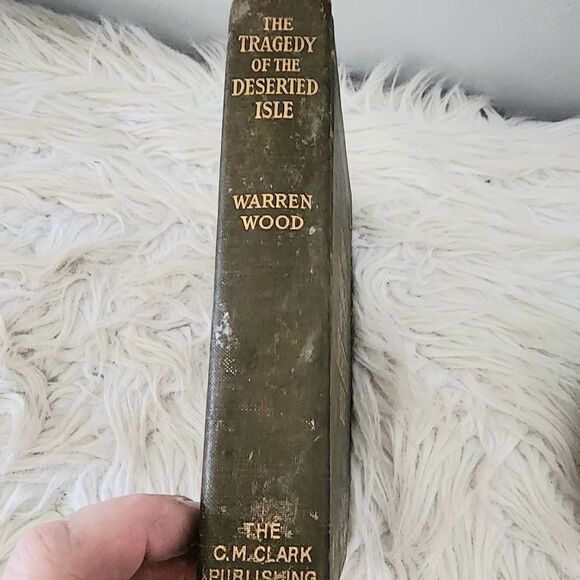 THE
TRAGEDY
OF THE
DESERTED
ISLE
WARREN
WOOD
THE
C.M.CLARK
PUBLISHING